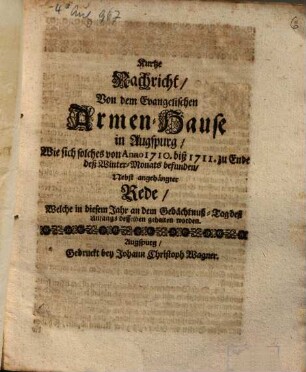 Kurtze
Nachricht/
Von dem Evangelischen
Armen-Hause
in Augspurg/
Wie sich solches von Anno 1710. biß 1711. zu Ende
deß Winter-Monats befunden/
Nebst angehängter
Rede/
Welche in diesem Jahr an dem Gedächtnuß-Tag deß
Anfangs desselben gehalten worden.
Augspurg/
Gedruckt bey Johann Christoph Wagner.